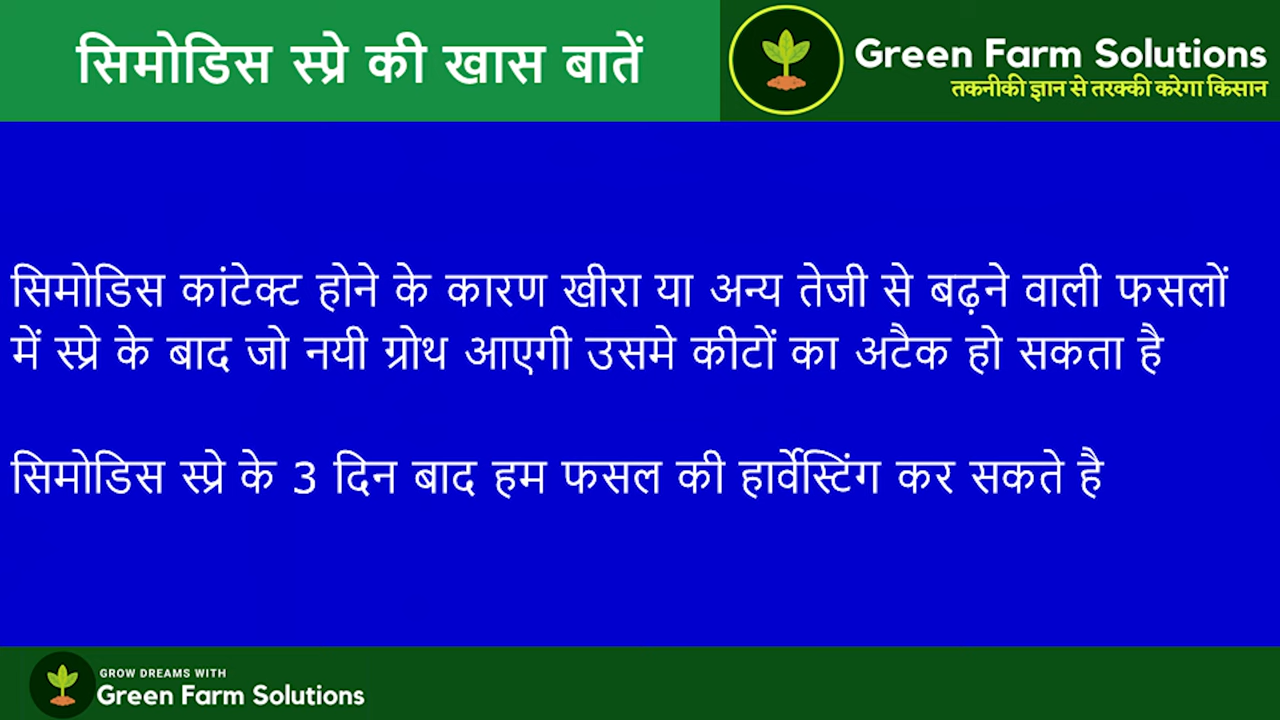 सिमोडिस स्प्रे की खास बातें
Green Farm Solutions
तकनीकी ज्ञान से तरक्की करेगा किसान
सिमोडिस कांटेक्ट होने के कारण खीरा या अन्य तेजी से बढ़ने वाली फसलों
में स्प्रे के बाद जो नयी ग्रोथ आएगी उसमे कीटों का अटैक हो सकता है
सिमोडिस स्प्रे के 3 दिन बाद हम फसल की हार्वेस्टिंग कर सकते है
GROW DREAMS WITH
Green Farm Solutions